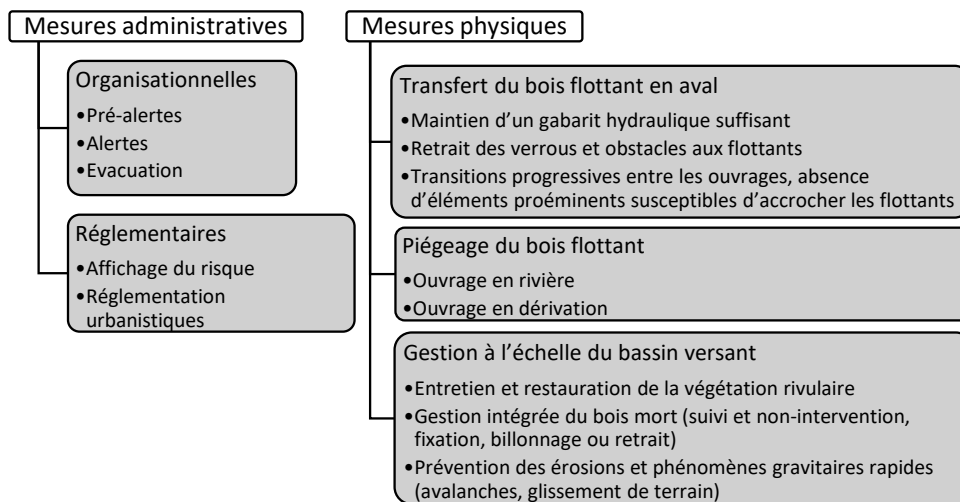 Mesures administratives
Organisationnelles
•Pré-alertes
•Alertes
•Evacuation
Réglementaires
•Affichage du risque
•Réglementation
urbanistiques
Mesures physiques
Transfert du bois flottant en aval
•Maintien d'un gabarit hydraulique suffisant
•Retrait des verrous et obstacles aux flottants
•Transitions progressives entre les ouvrages, absence
d'éléments proéminents susceptibles d'accrocher les flottants
Piégeage du bois flottant
•Ouvrage en rivière
•Ouvrage en dérivation
Gestion à l'échelle du bassin versant
•Entretien et restauration de la végétation rivulaire
•Gestion intégrée du bois mort (suivi et non-intervention,
fixation, billonnage ou retrait)
•Prévention des érosions et phénomènes gravitaires rapides
(avalanches, glissement de terrain)